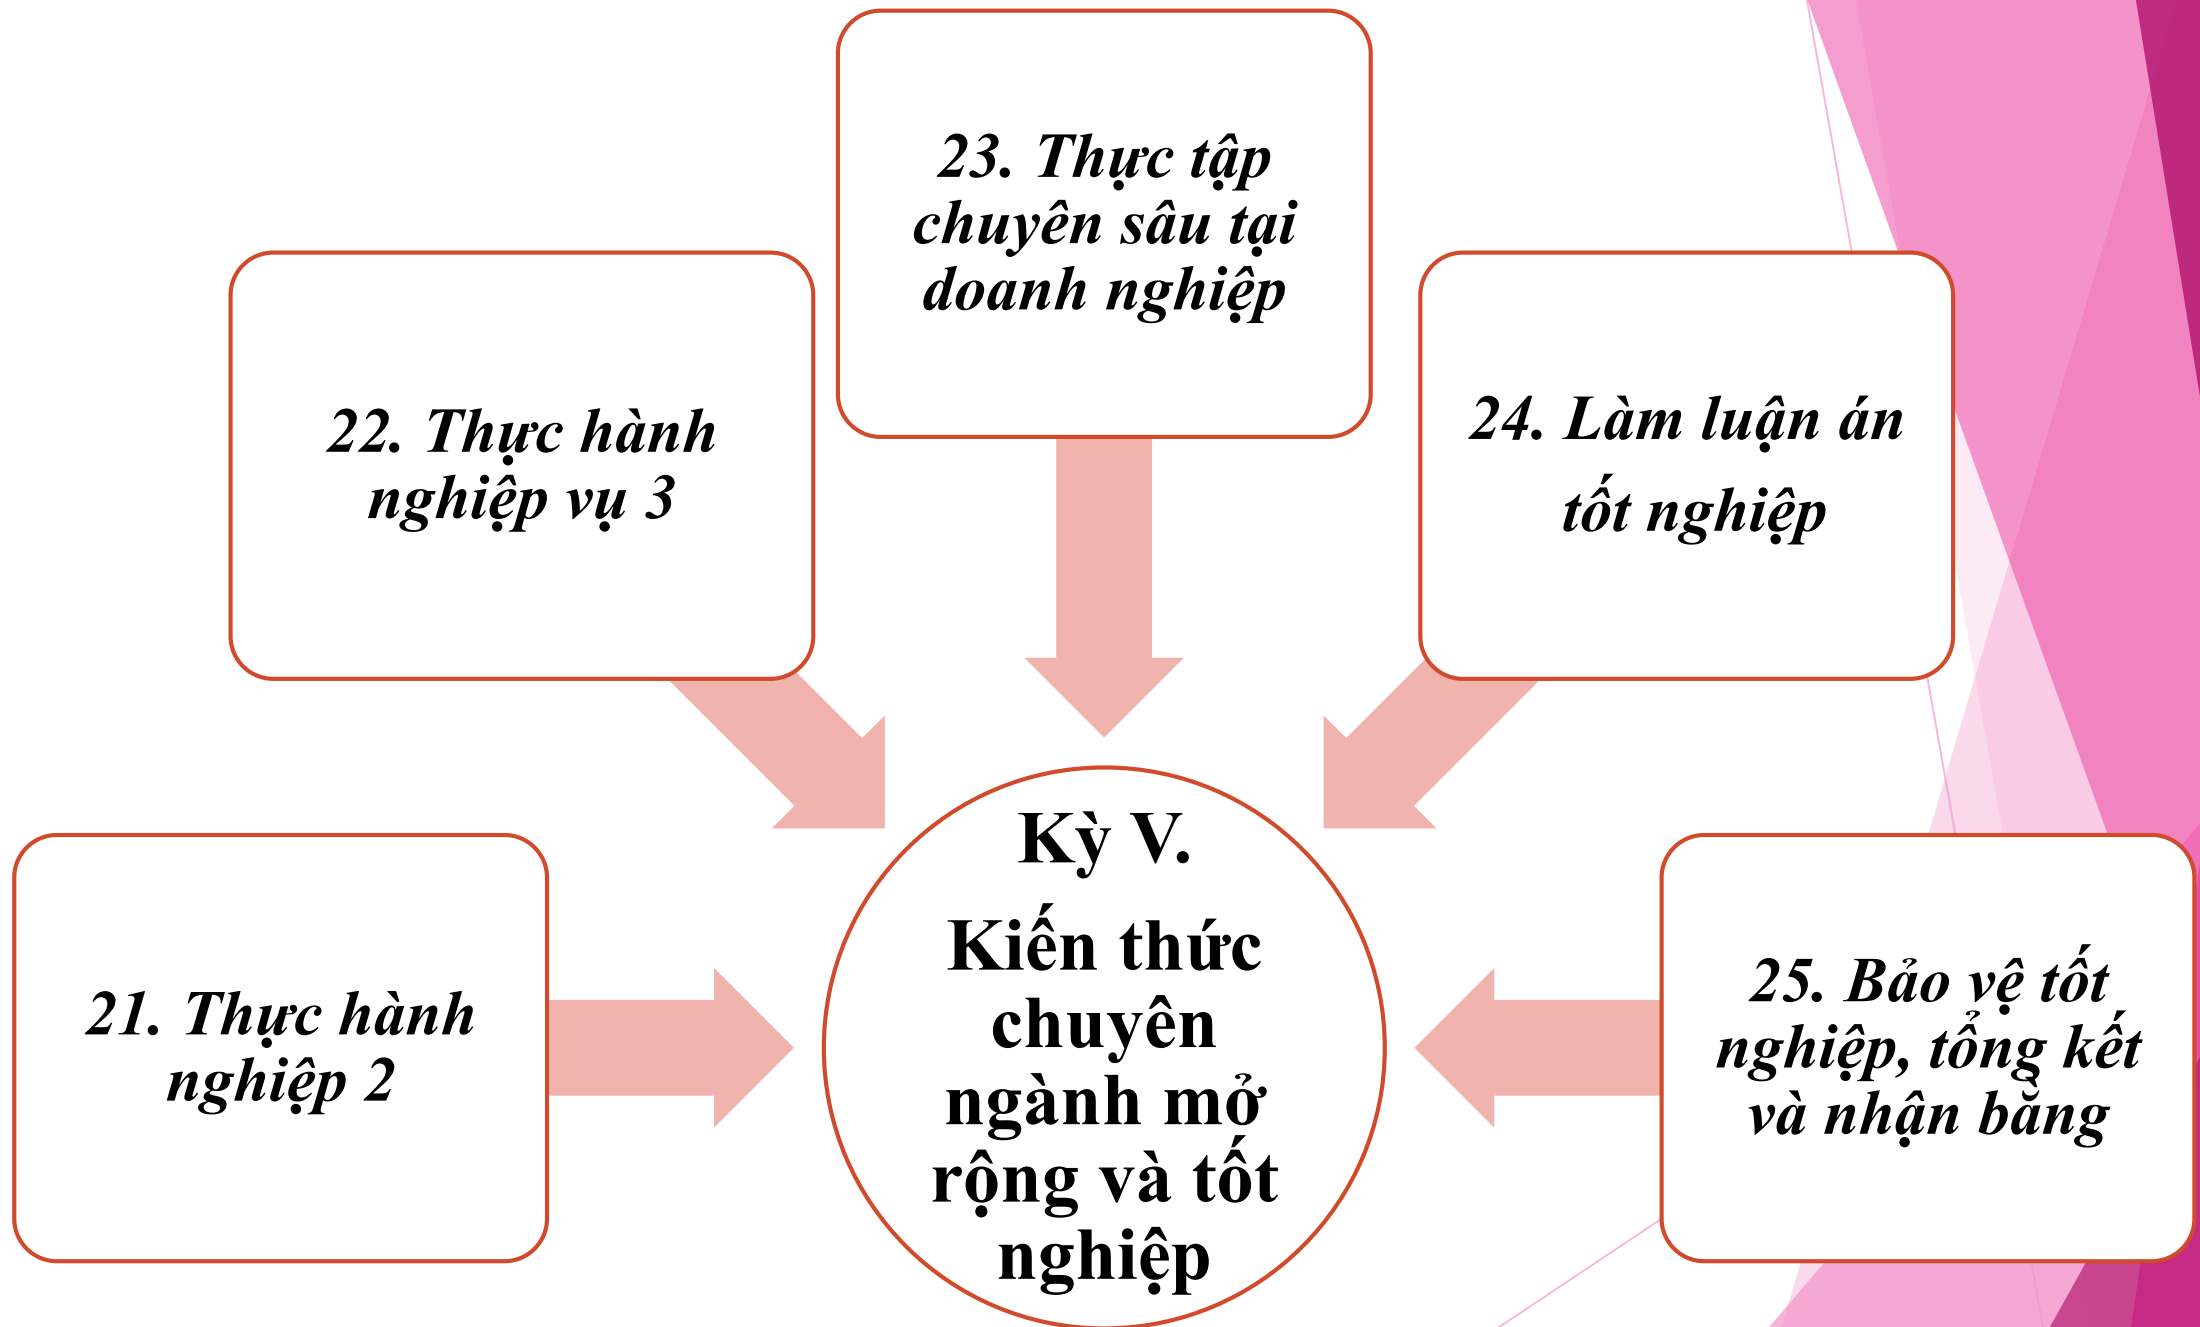 23. Thực tập
chuyên sâu tại
doanh nghiệp
22. Thực hành
nghiệp vụ 3
24. Làm luận án
tốt nghiệp
21. Thực hành
nghiệp 2
Kỳ V.
Kiến thức
chuyên
ngành mở
rộng và tốt
nghiệp
25. Bảo vệ tốt
nghiệp, tổng kết
và nhận bằng